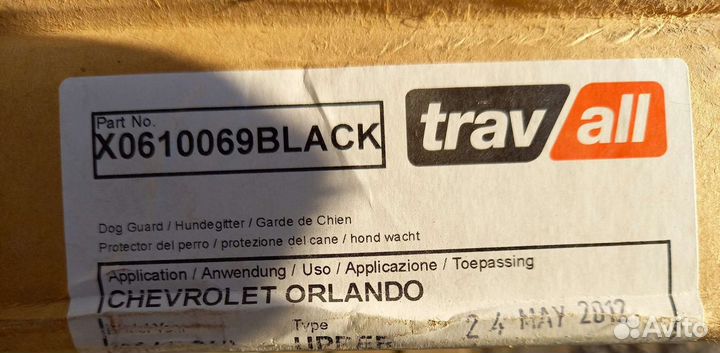 Part No.
X0610069BLACK
trav/all
Dog Guard / Hundegitter / Garde de Chien
Protector del perro / protezione del cane / hond wacht
Application / Anwendung / Uso / Applicazione / Toepassing
CHEVROLET ORLANDO
Type
24 MAY 2012
Avito